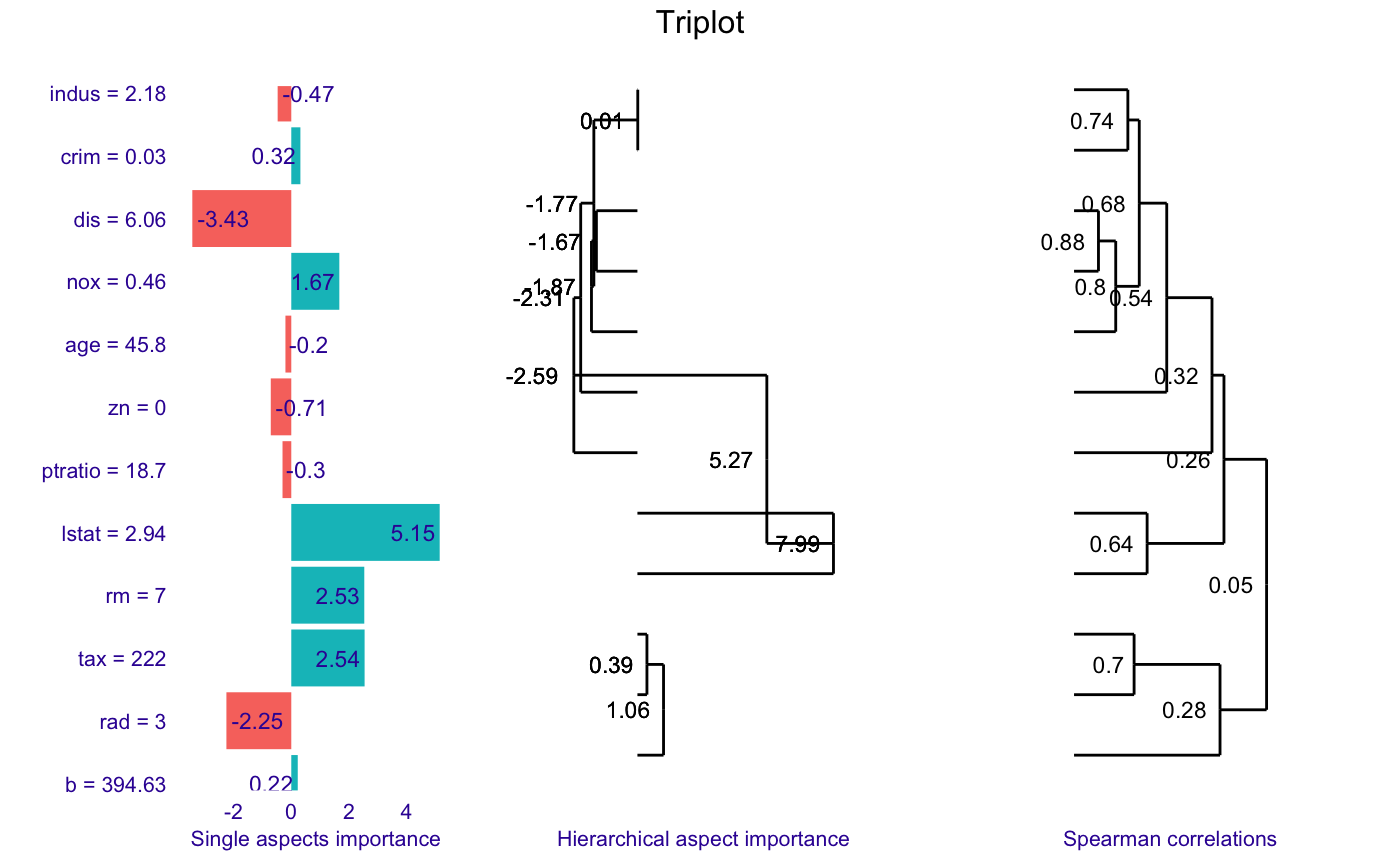 Triplot
indus = 2.18
-0.47
0.01
0.74
crim = 0.03
0.32
-1.77
0.68
dis = 6.06
-3.43
-1.67
0.88
nox = 0.46
1.67
-1.87
-2.31
0.8
0.54
age = 45.8
-0.2
-2.59
0.32
zn = 0
-0.71
5.27
0.26
ptratio = 18.7
-0.3
lstat = 2.94
5.15
7.99
0.64
rm = 7
2.53
0.05
tax = 222
2.54
0.39
0.7
rad = 3
-2.25
1.06
0.28
b = 394.63
0.22
-2 0 2 4
Single aspects importance
Hierarchical aspect importance
Spearman correlations